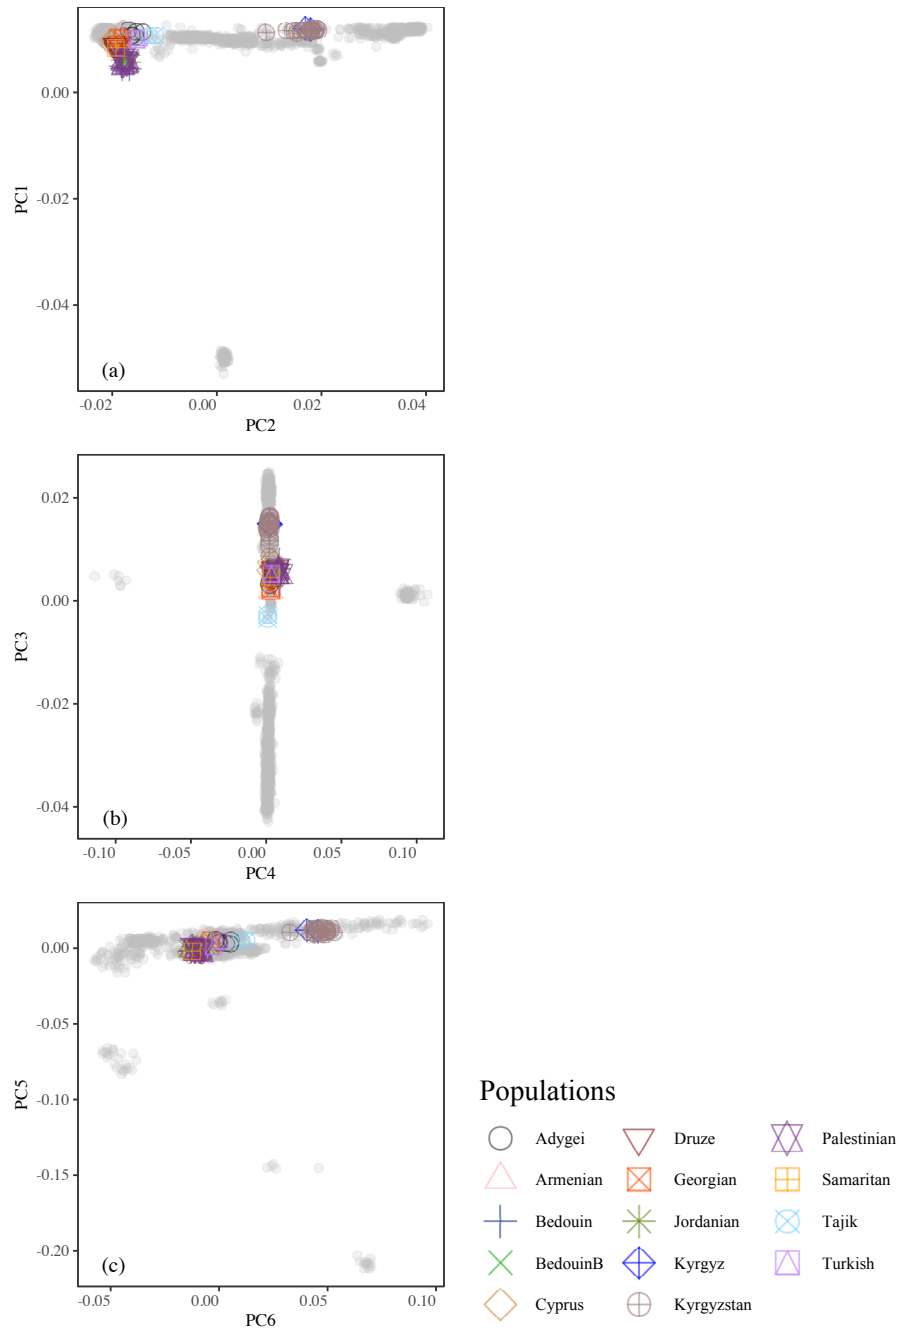 0.00
-0.02
-0.04
PC1
(a)
-0.02 0.00 0.02 0.04
PC2
0.02
0.00
-0.02
-0.04
PC3
(b)
-0.10 -0.05 0.00 0.05 0.10
PC4
0.00
-0.05
-0.10
-0.15
-0.20
PC5
(c)
-0.05 0.00 0.05 0.10
PC6
Populations
Adygei Druze Palestinian
Armenian Georgian Samaritan
Bedouin Jordanian Tajik
BedouinB Kyrgyz Turkish
Cyprus Kyrgyzstan